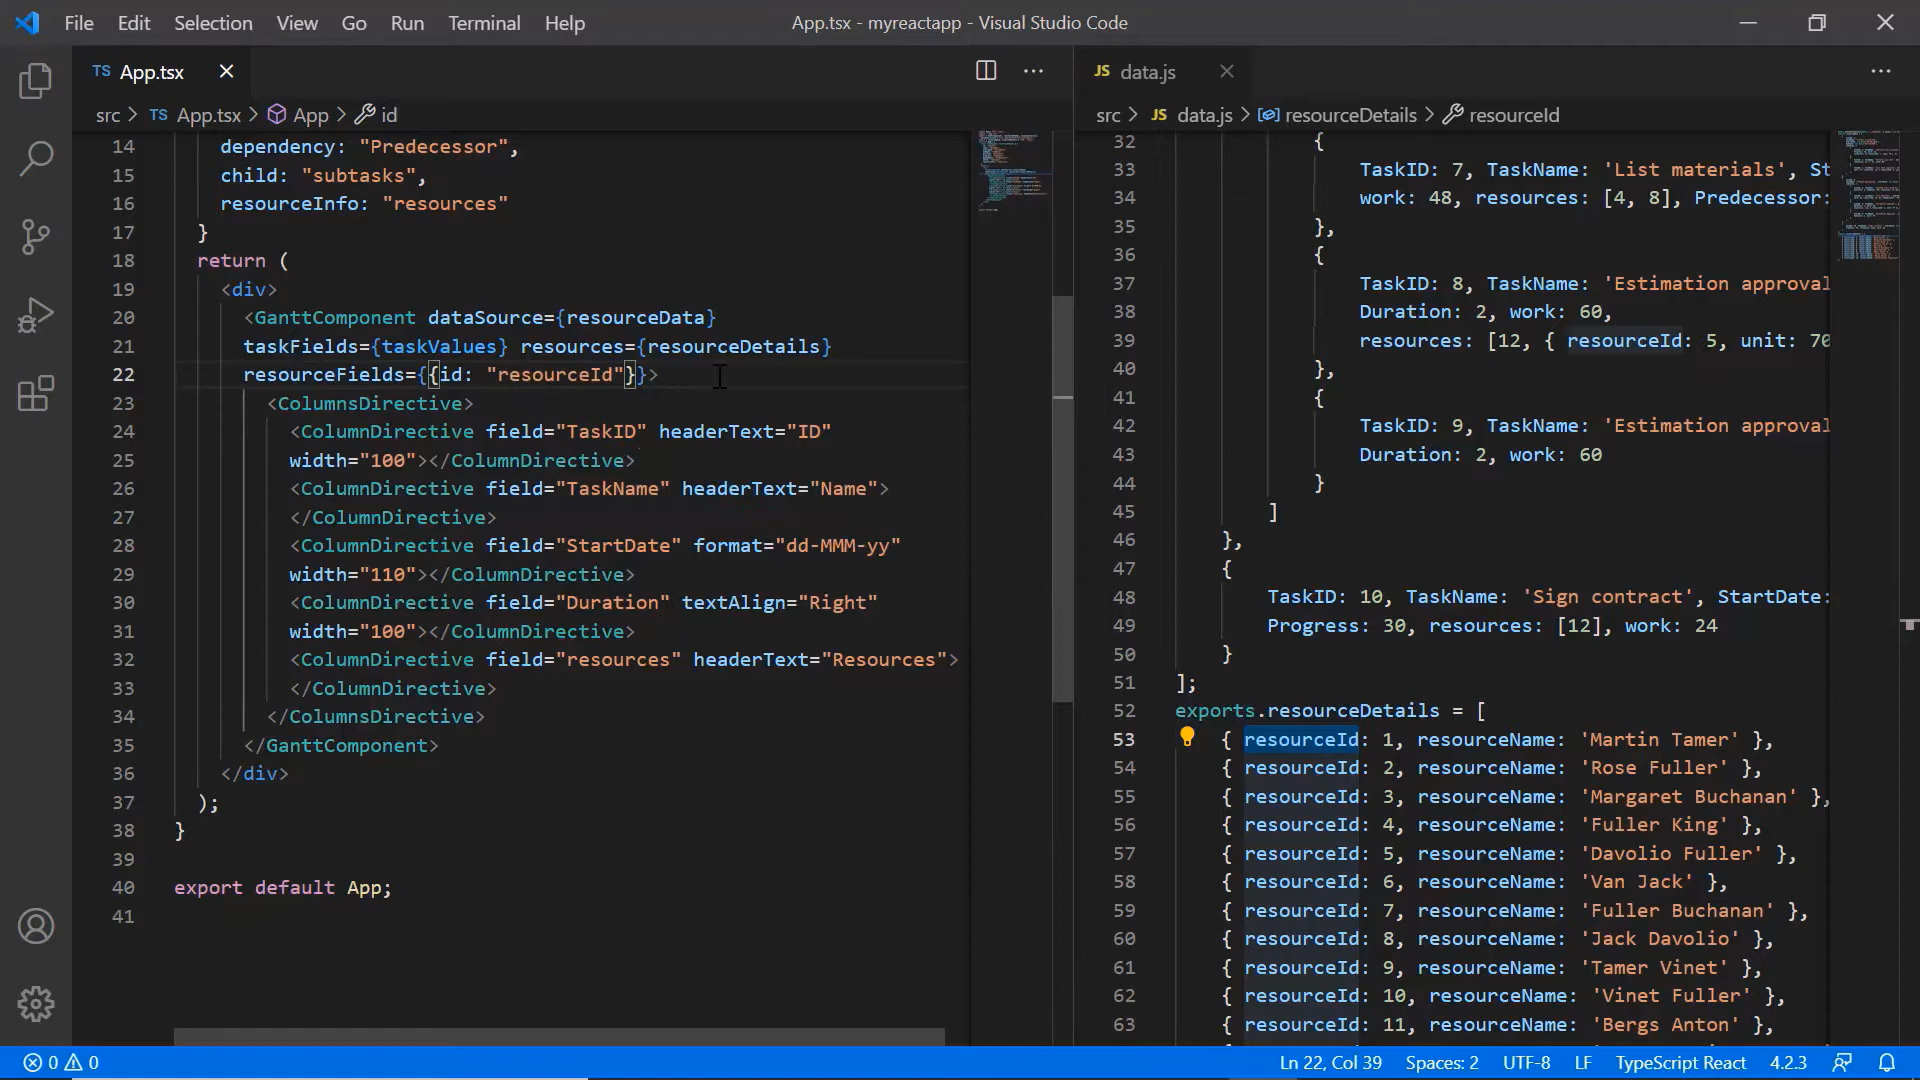 File Edit Selection View Go Run Terminal Help
App.tsx - myreactapp - Visual Studio Code
TS App.tsx
src > TS App.tsx > App > id
14 dependency: "Predecessor",
15 child: "subtasks",
16 resourceInfo: "resources"
17 }
18 return (
19 <div>
20 <GanttComponent dataSource={resourceData}
21 taskFields={taskValues} resources={resourceDetails}
22 resourceFields={{id: "resourceId"}}>
23 <ColumnsDirective>
24 <ColumnDirective field="TaskID" headerText="ID"
25 width="100"></ColumnDirective>
26 <ColumnDirective field="TaskName" headerText="Name">
27 </ColumnDirective>
28 <ColumnDirective field="StartDate" format="dd-MMM-yy"
29 width="110"></ColumnDirective>
30 <ColumnDirective field="Duration" textAlign="Right"
31 width="100"></ColumnDirective>
32 <ColumnDirective field="resources" headerText="Resources">
33 </ColumnDirective>
34 </ColumnsDirective>
35 </GanttComponent>
36 </div>
37 );
38 }
39
40 export default App;
41
JS data.js
src > JS data.js > resourceDetails > resourceId
32 {
33 TaskID: 7, TaskName: 'List materials', St
34 work: 48, resources: [4, 8], Predecessor:
35 },
36 {
37 TaskID: 8, TaskName: 'Estimation approval
38 Duration: 2, work: 60,
39 resources: [12, { resourceId: 5, unit: 70
40 },
41 {
42 TaskID: 9, TaskName: 'Estimation approval
43 Duration: 2, work: 60
44 }
45 ]
46 },
47 {
48 TaskID: 10, TaskName: 'Sign contract', StartDate:
49 Progress: 30, resources: [12], work: 24
50 }
51 ];
52 exports.resourceDetails = [
53 { resourceId: 1, resourceName: 'Martin Tamer' },
54 { resourceId: 2, resourceName: 'Rose Fuller' },
55 { resourceId: 3, resourceName: 'Margaret Buchanan' },
56 { resourceId: 4, resourceName: 'Fuller King' },
57 { resourceId: 5, resourceName: 'Davolio Fuller' },
58 { resourceId: 6, resourceName: 'Van Jack' },
59 { resourceId: 7, resourceName: 'Fuller Buchanan' },
60 { resourceId: 8, resourceName: 'Jack Davolio' },
61 { resourceId: 9, resourceName: 'Tamer Vinet' },
62 { resourceId: 10, resourceName: 'Vinet Fuller' },
63 { resourceId: 11, resourceName: 'Bergs Anton' },
0 0 Ln 22, Col 39 Spaces: 2 UTF-8 LF TypeScript React 4.2.3